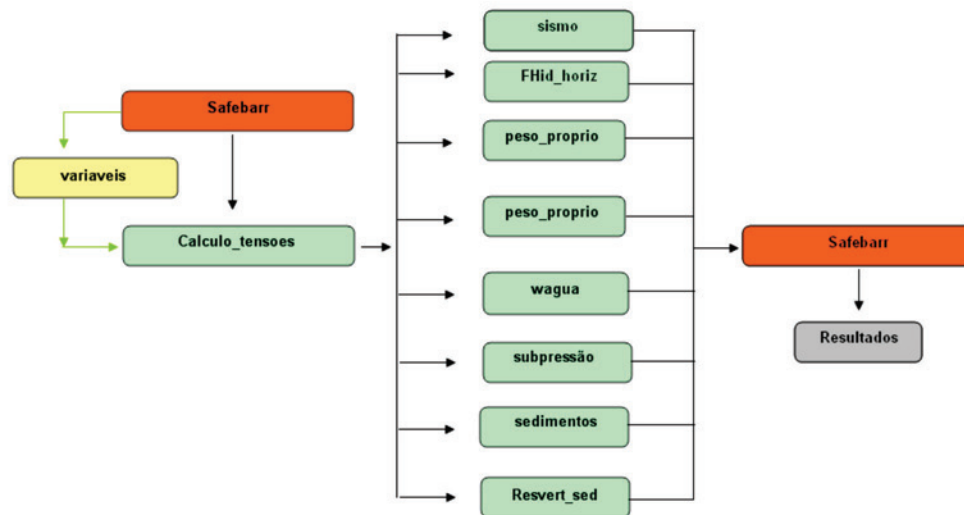 Safebarr
variaveis
Calculo_tensoes
sismo
FHid_horiz
peso_proprio
peso_proprio
wagua
subpressão
sedimentos
Resvert_sed
Safebarr
Resultados